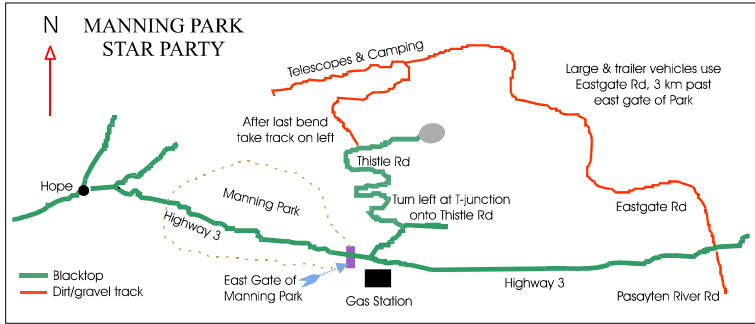 N
MANNING PARK
STAR PARTY
Telescopes & Camping
Large & trailer vehicles use
Eastgate Rd, 3 km past
east gate of Park
After last bend
take track on left
Thistle Rd
Hope
Manning Park
Turn left at T-junction
onto Thistle Rd
Eastgate Rd
Highway 3
Blacktop
Dirt/gravel track
East Gate of
Manning Park
Gas Station
Highway 3
Pasayten River Rd